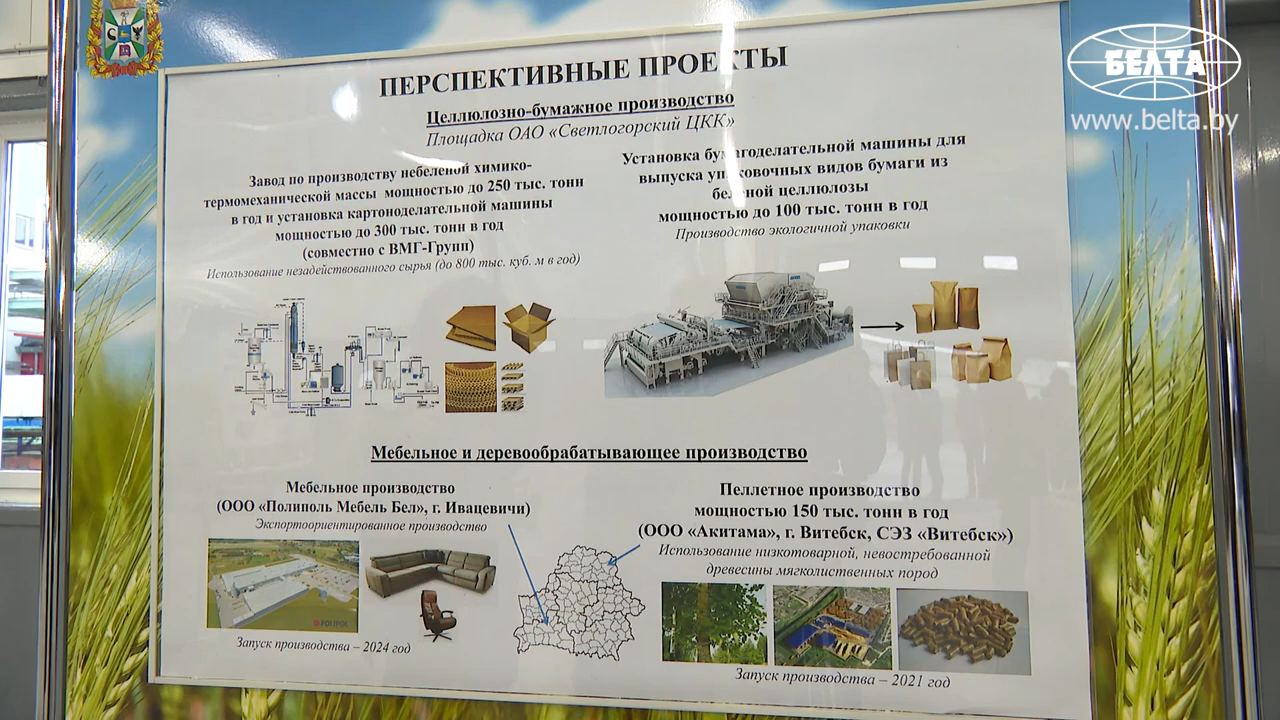 БЕЛТА
www.belta.by
ПЕРСПЕКТИВНЫЕ ПРОЕКТЫ
Целлюлозно-бумажное производство
Площадка ОАО «Светлогорский ЦКК»
Завод по производству небеленой химико-
термомеханической массы мощностью до 250 тыс. тонн
в год и установка картоноделательной машины
мощностью до 300 тыс. тонн в год
(совместно с ВМГ-Групп)
Использование незадействованного сырья (до 800 тыс. куб. м в год)
Установка бумагоделательной машины для
выпуска упаковочных видов бумаги из
беленой целлюлозы
мощностью до 100 тыс. тонн в год
Производство экологичной упаковки
Мебельное и деревообрабатывающее производство
Мебельное производство
(ООО «Полиполь Мебель Бел», г. Ивацевичи)
Экспортоориентированное производство
POLIPOL
Запуск производства – 2024 год
Пеллетное производство
мощностью 150 тыс. тонн в год
(ООО «Акитама», г. Витебск, СЭЗ «Витебск»)
Использование низкотоварной, невостребованной
древесины мягколиственных пород
Запуск производства – 2021 год